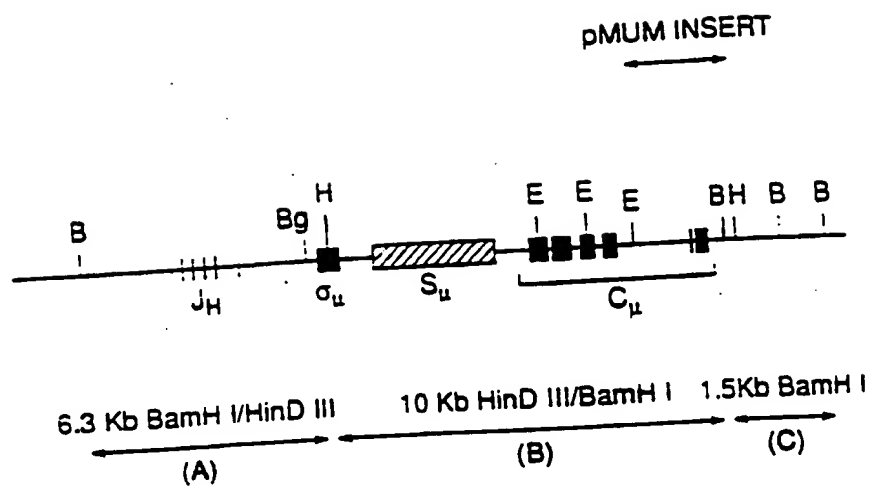 pMUM INSERT
B Bg H E E E B H B B
JH σμ Sμ Cμ
6.3 Kb BamH I/HinD III 10 Kb HinD III/BamH I 1.5Kb BamH I
(A) (B) (C)